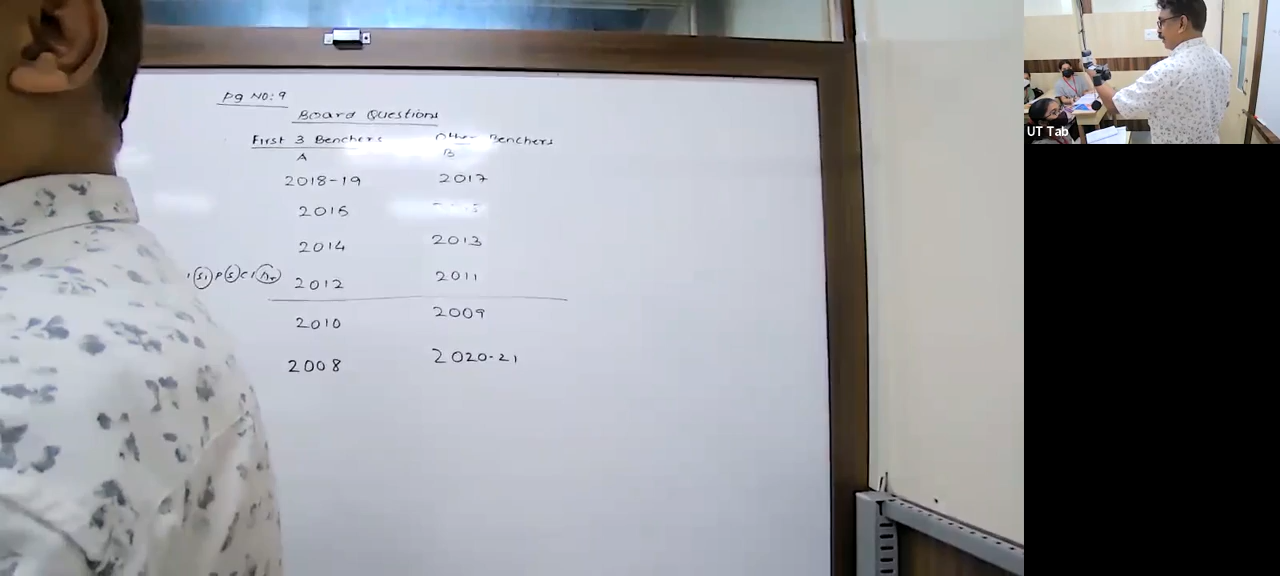 Pg NO: 9
Board Questions
First 3 Benchers Other Benchers
A B
2018-19 2017
2016
2014 2013
2012 2011
2010 2009
2008 2020-21
UT Tab